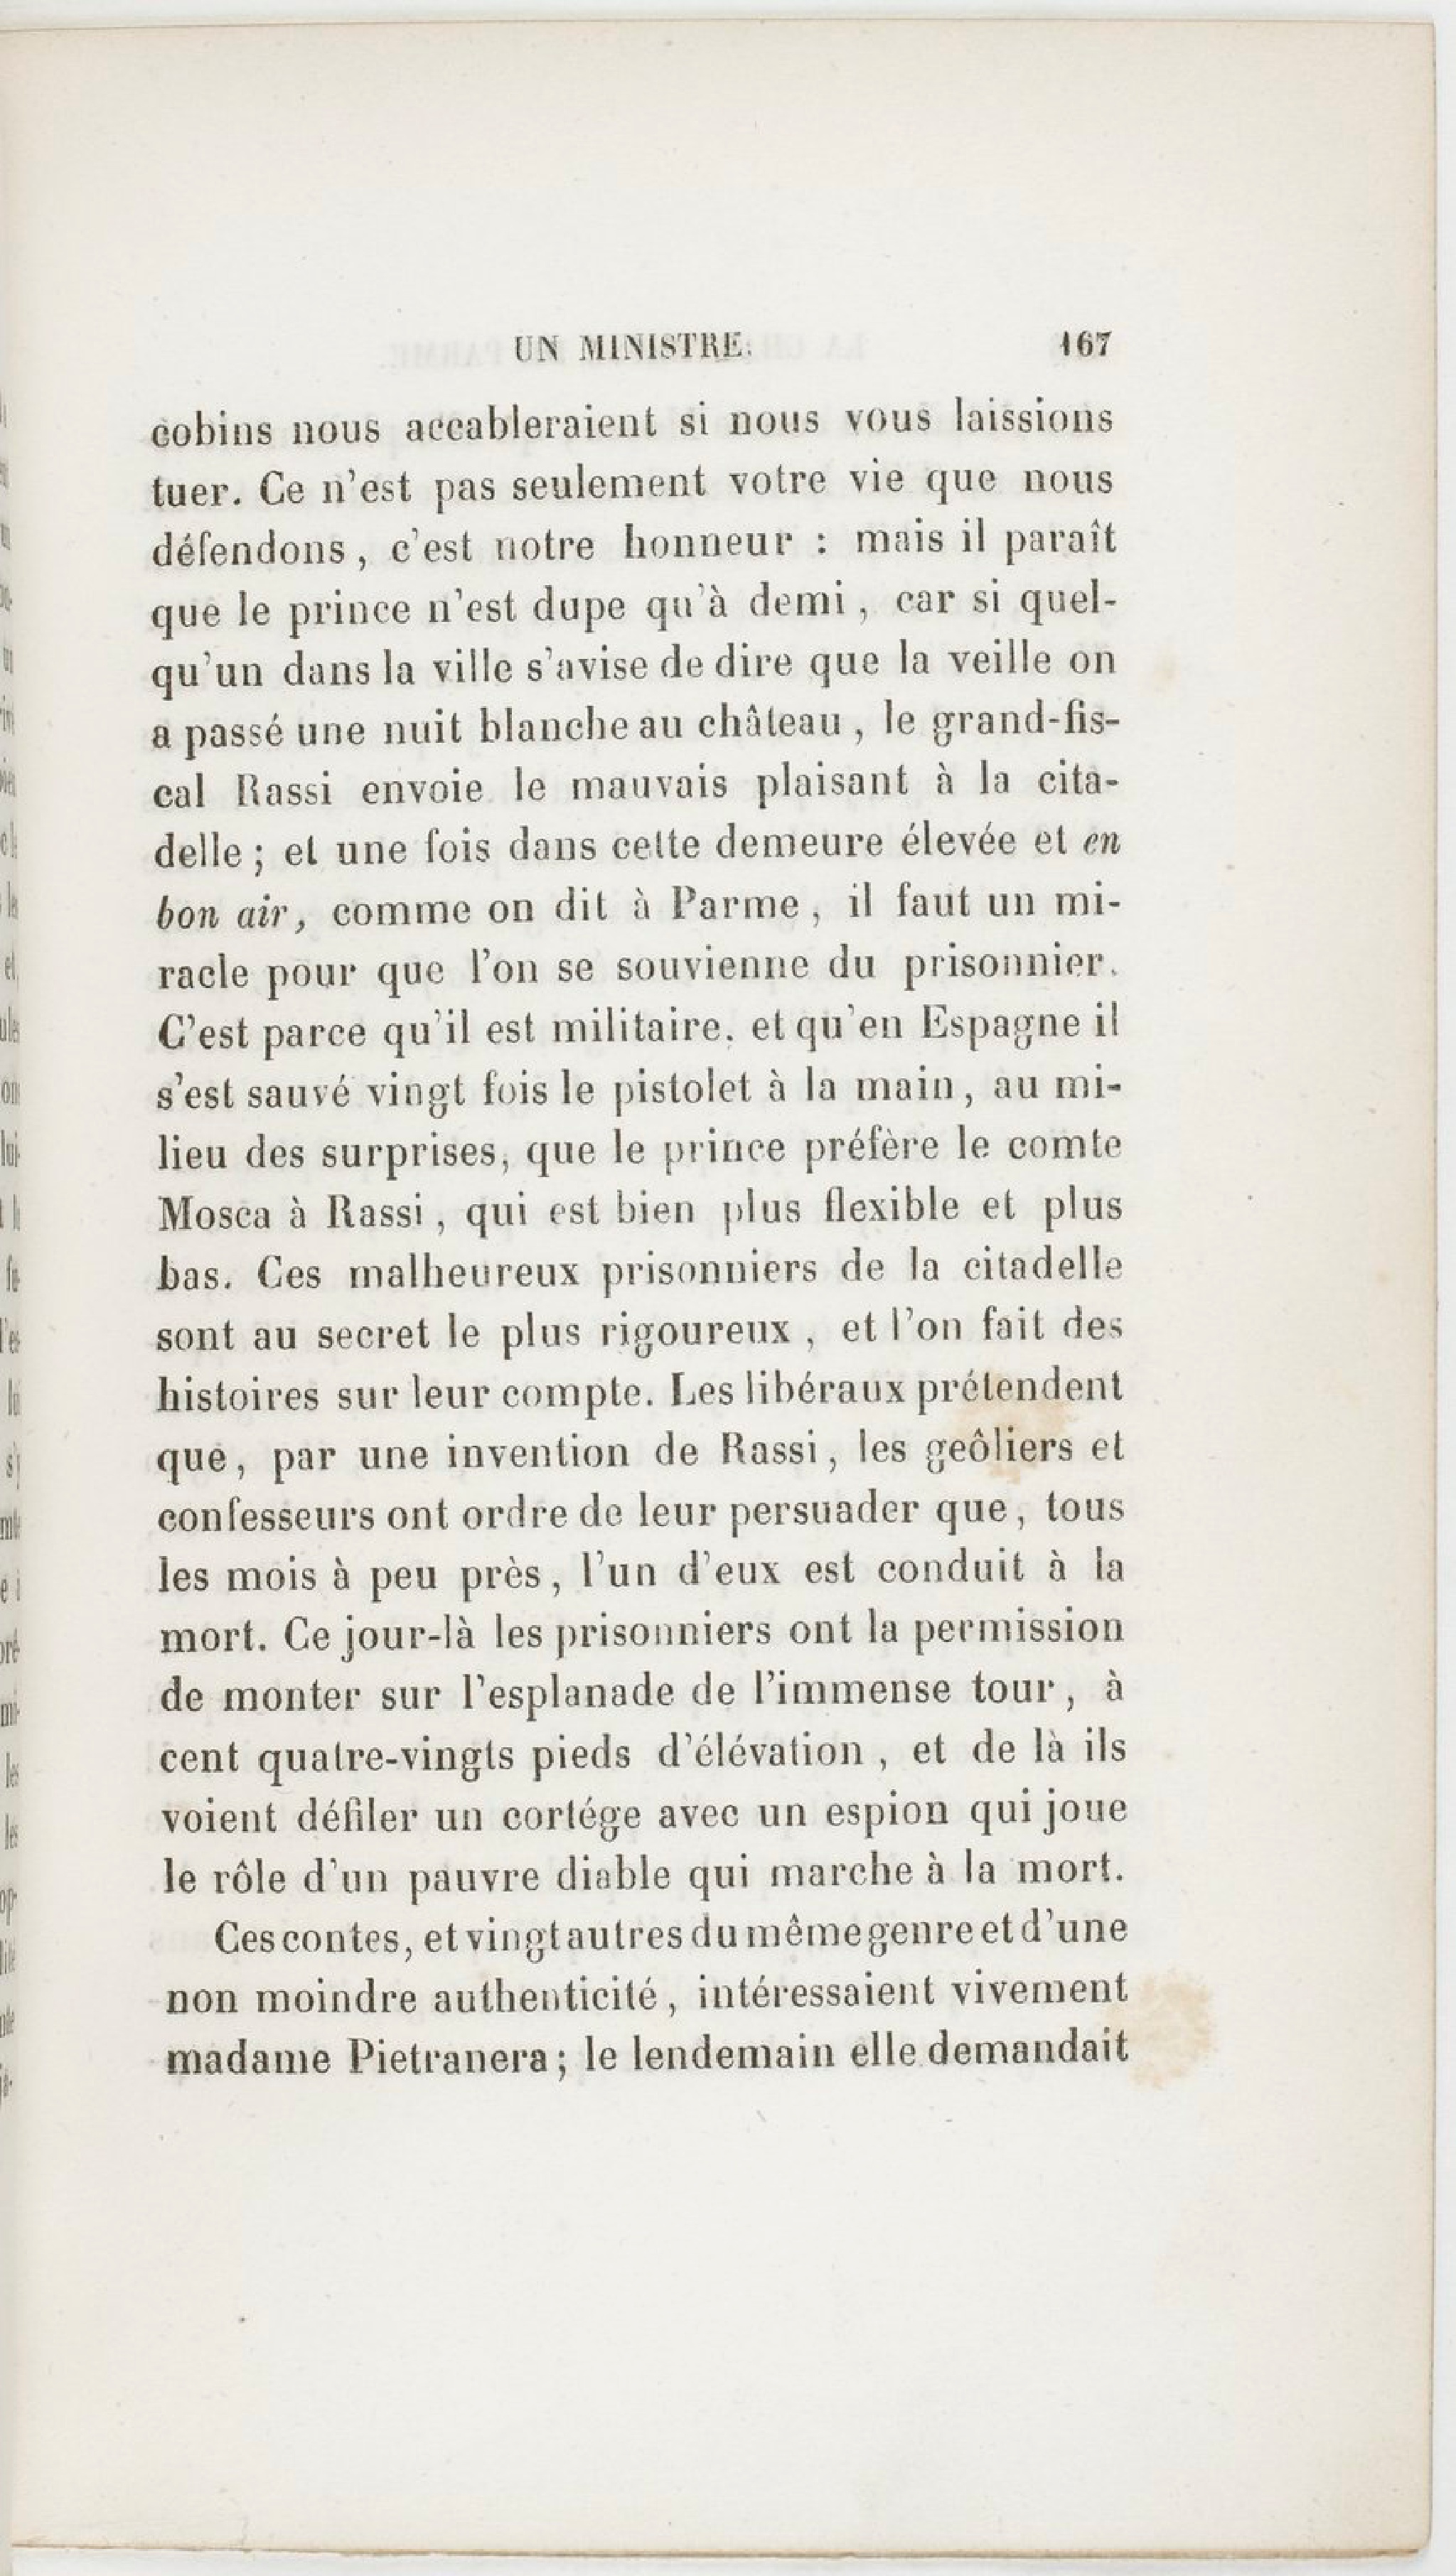 UN MINISTRE. 167
cobins nous accableraient si nous vous laissions
tuer. Ce n'est pas seulement votre vie que nous
défendons, c'est notre honneur : mais il paraît
que le prince n'est dupe qu'à demi, car si quel-
qu'un dans la ville s'avise de dire que la veille on
a passé une nuit blanche au château, le grand-fis-
cal Rassi envoie le mauvais plaisant à la cita-
delle ; et une fois dans cette demeure élevée et en
bon air, comme on dit à Parme, il faut un mi-
racle pour que l'on se souvienne du prisonnier.
C'est parce qu'il est militaire, et qu'en Espagne il
s'est sauvé vingt fois le pistolet à la main, au mi-
lieu des surprises, que le prince préfère le comte
Mosca à Rassi, qui est bien plus flexible et plus
bas. Ces malheureux prisonniers de la citadelle
sont au secret le plus rigoureux, et l'on fait des
histoires sur leur compte. Les libéraux prétendent
que, par une invention de Rassi, les geôliers et
confesseurs ont ordre de leur persuader que, tous
les mois à peu près, l'un d'eux est conduit à la
mort. Ce jour-là les prisonniers ont la permission
de monter sur l'esplanade de l'immense tour, à
cent quatre-vingts pieds d'élévation, et de là ils
voient défiler un cortége avec un espion qui joue
le rôle d'un pauvre diable qui marche à la mort.
Ces contes, et vingt autres du même genre et d'une
non moindre authenticité, intéressaient vivement
madame Pietranera ; le lendemain elle demandait